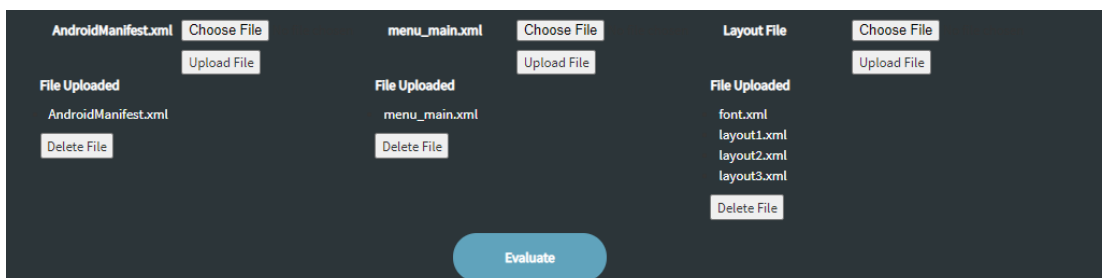 AndroidManifest.xml Choose File
Upload File
File Uploaded
AndroidManifest.xml
Delete File
menu_main.xml Choose File
Upload File
File Uploaded
menu_main.xml
Delete File
Layout File Choose File
Upload File
File Uploaded
font.xml
layout1.xml
layout2.xml
layout3.xml
Delete File
Evaluate